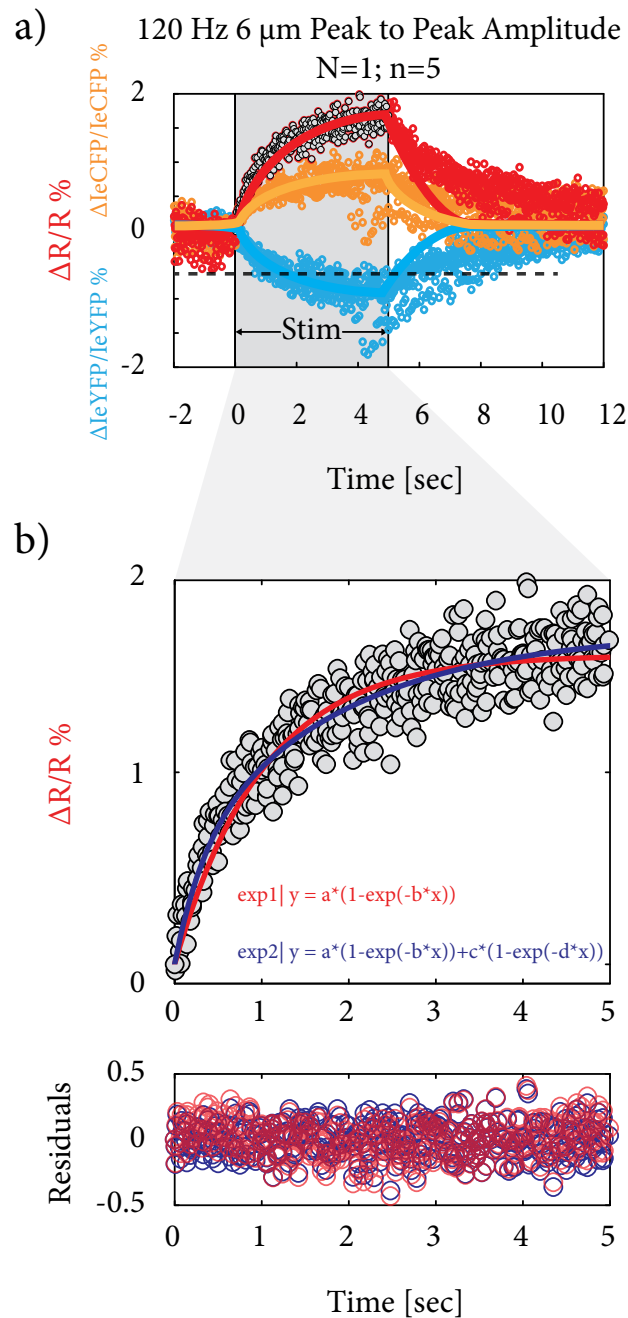 a)
120 Hz 6 µm Peak to Peak Amplitude
N=1; n=5
ΔR/R %
ΔIeCFP/IeCFP %
ΔIeYFP/IeYFP %
2
0
-2
Stim
-2 0 2 4 6 8 10 12
Time [sec]
b)
ΔR/R %
2
1
0
exp1| y = a*(1-exp(-b*x))
exp2| y = a*(1-exp(-b*x))+c*(1-exp(-d*x))
0 1 2 3 4 5
Residuals
0.5
0
-0.5
0 1 2 3 4 5
Time [sec]